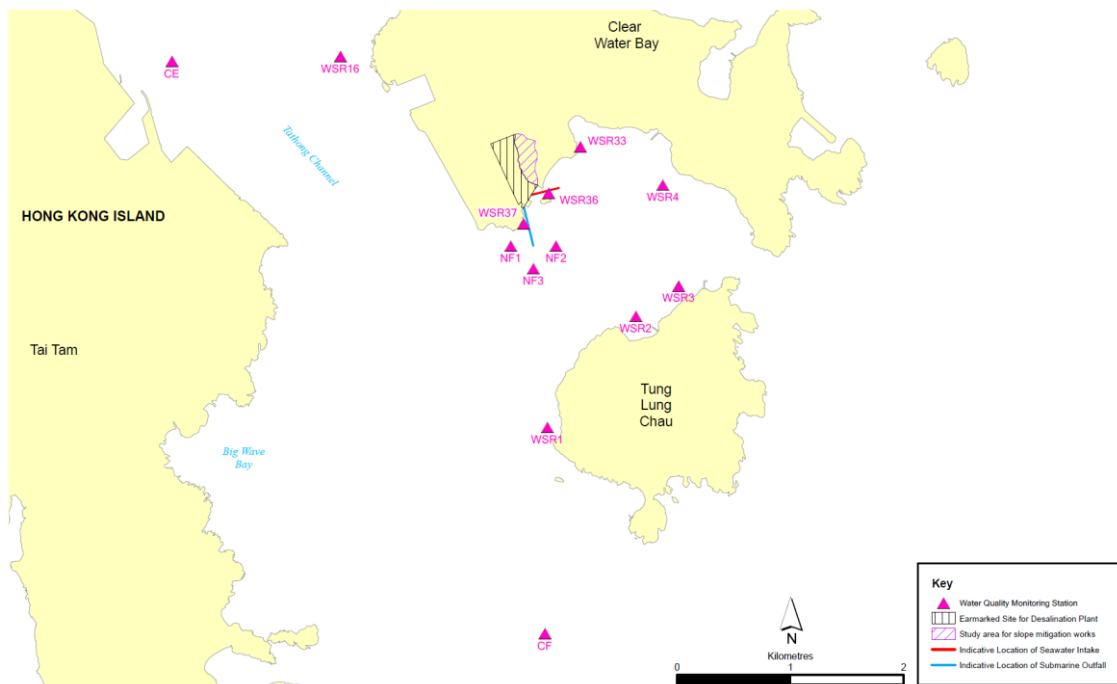 Clear
Water Bay
CE
WSR16
Tathong Channel
WSR33
WSR36
WSR4
HONG KONG ISLAND
WSR37
NF1
NF2
NF3
WSR3
WSR2
Tai Tam
Tung
Lung
Chau
WSR1
Big Wave
Bay
CF
N
Kilometres
0
1
2
Key
Water Quality Monitoring Station
Earmarked Site for Desalination Plant
Study area for slope mitigation works
Indicative Location of Seawater Intake
Indicative Location of Submarine Outfall